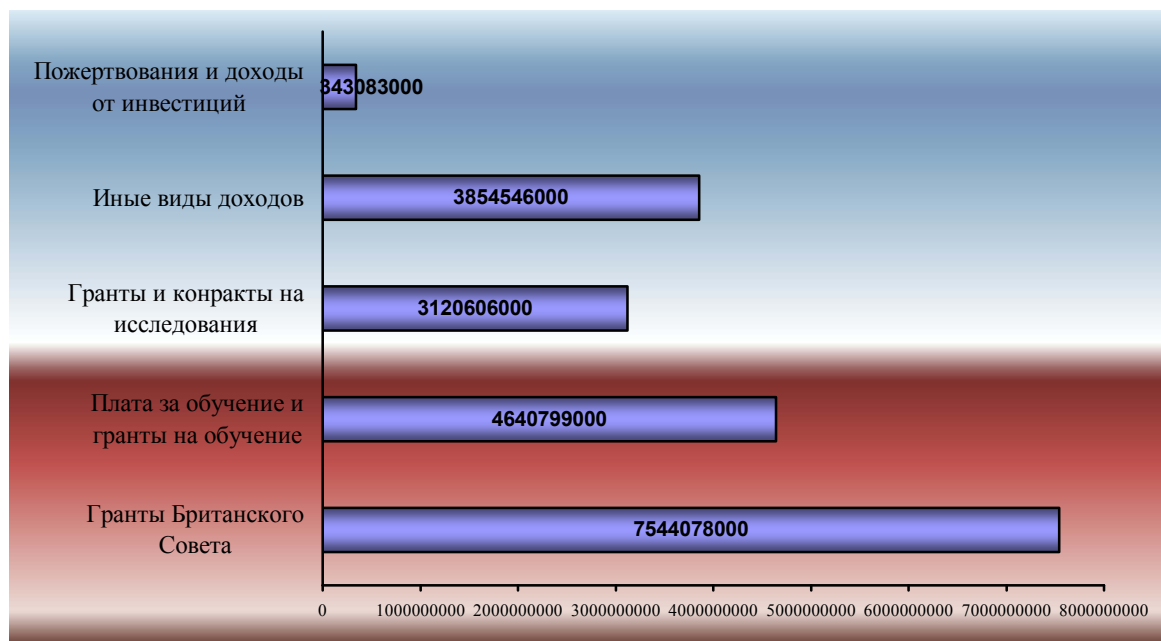 Пожертвования и доходы
от инвестиций
343083000
Иные виды доходов
3854546000
Гранты и конракты на
исследования
3120606000
Плата за обучение и
гранты на обучение
4640799000
Гранты Британского
Совета
7544078000
0 1000000000 2000000000 3000000000 4000000000 5000000000 6000000000 7000000000 8000000000